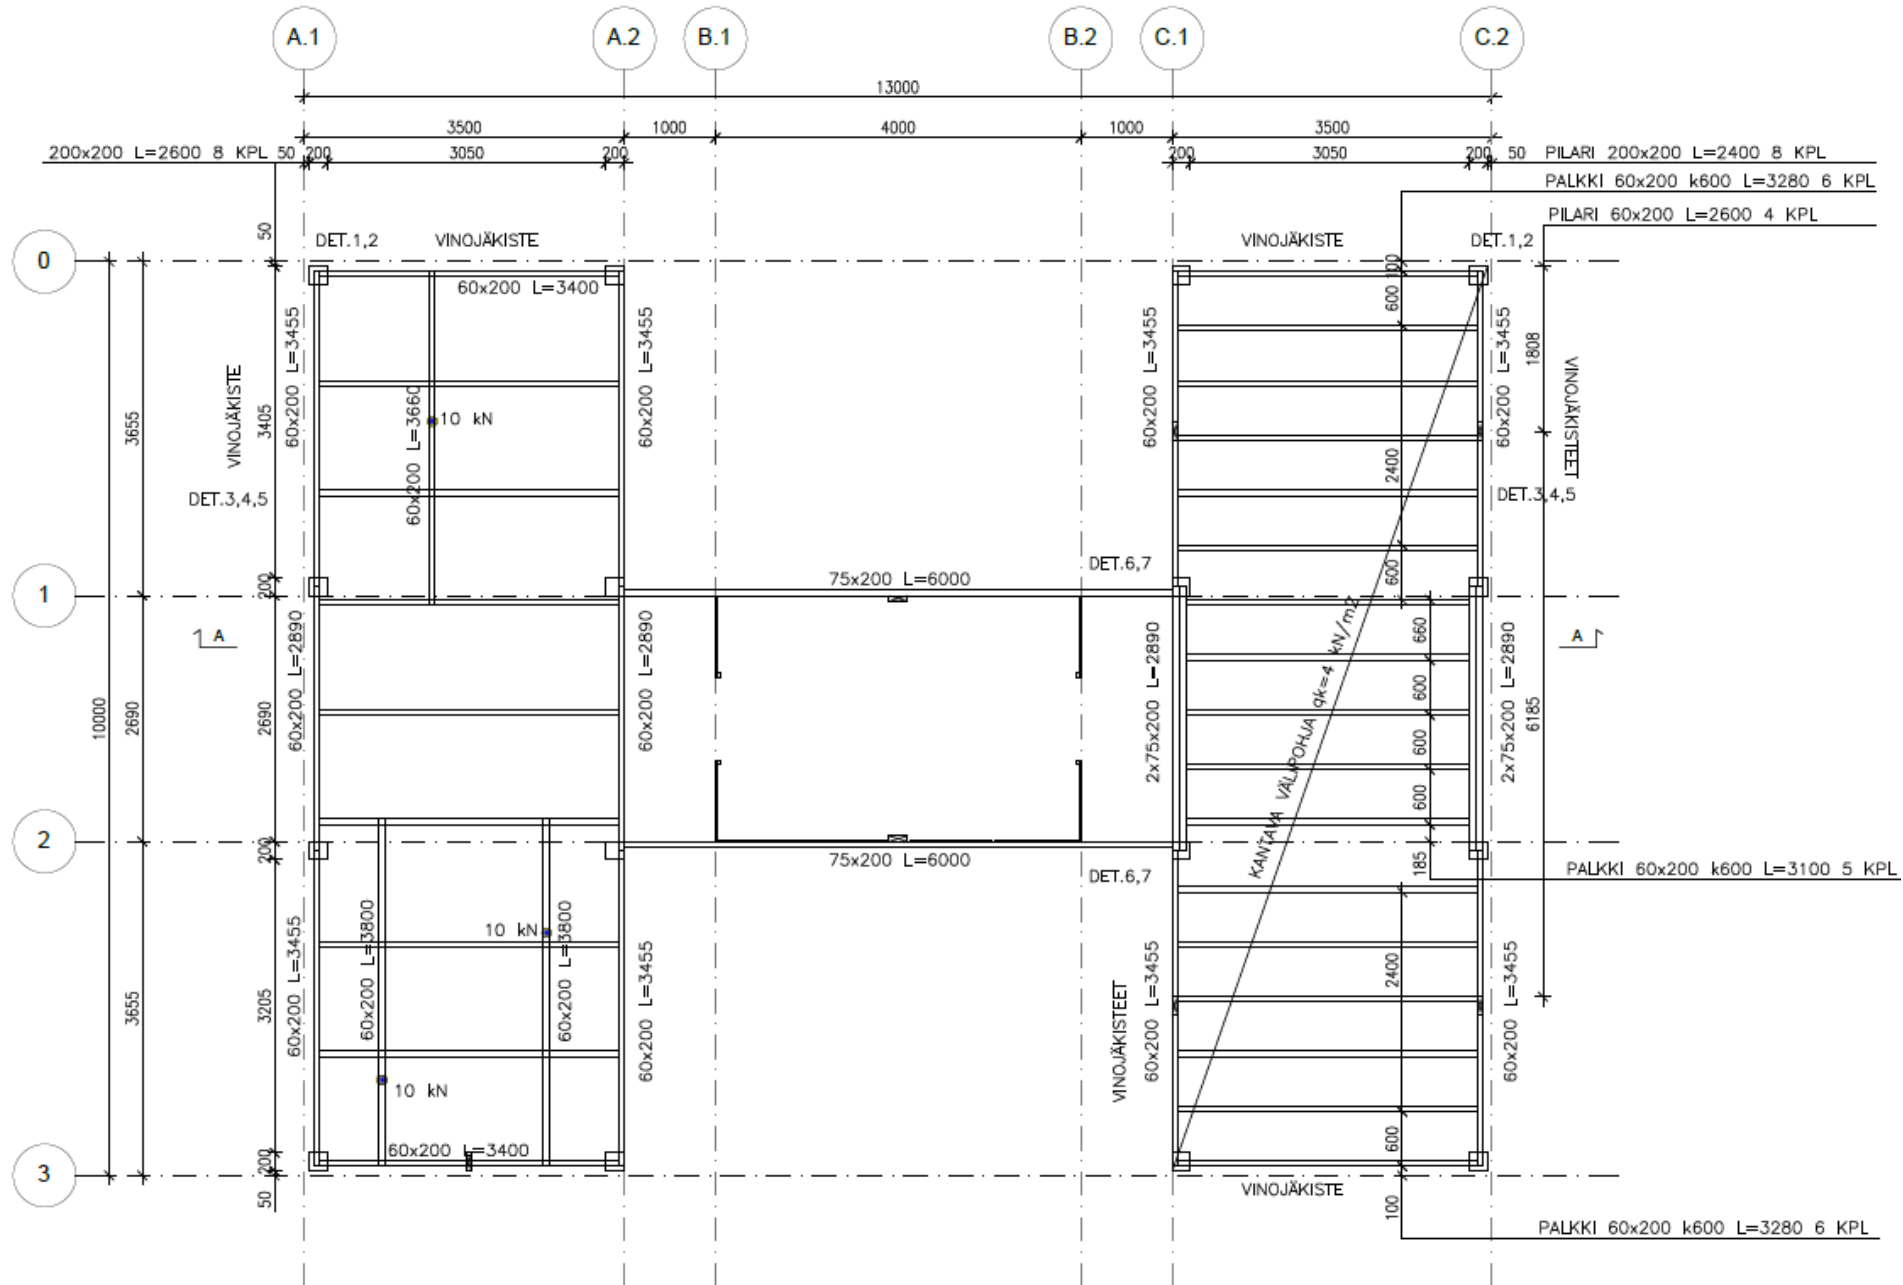 A.1
A.2
B.1
B.2
C.1
C.2
13000
3500
1000
4000
1000
3500
200x200 L=2600 8 KPL
50
200
3050
200
200
3050
200
50
PILARI 200x200 L=2400 8 KPL
PALKKI 60x200 k600 L=3280 6 KPL
PILARI 60x200 L=2600 4 KPL
50
DET.1,2
VINOJÄKISTE
VINOJÄKISTE
DET.1,2
0
100
60x200 L=3400
600
60x200 L=3455
60x200 L=3455
60x200 L=3455
60x200 L=3455
1808
VINOJÄKISTE
VINOJÄKISTEET
3655
3405
60x200 L=3660
10 kN
2400
DET.3,4,5
DET.3,4,5
DET.6,7
75x200 L=6000
200
600
1
A
A
60x200 L=2890
60x200 L=2890
2x75x200 L=2890
2x75x200 L=2890
660
600
600
600
10000
2690
2690
6185
KANTAVA VÄLIPOHJA qk=4 kN/m2
2
200
75x200 L=6000
185
DET.6,7
PALKKI 60x200 k600 L=3100 5 KPL
60x200 L=3455
60x200 L=3800
10 kN
60x200 L=3800
60x200 L=3455
60x200 L=3455
60x200 L=3455
2400
3655
3205
VINOJÄKISTEET
10 kN
60x200 L=3400
600
200
3
50
VINOJÄKISTE
100
PALKKI 60x200 k600 L=3280 6 KPL